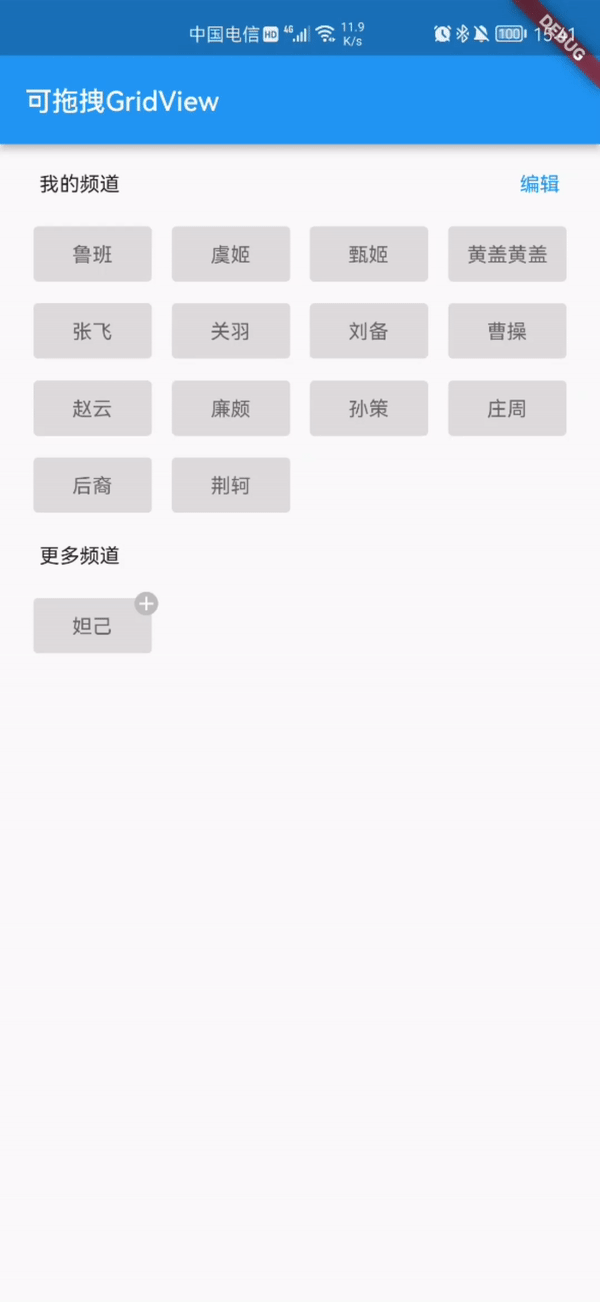 中国电信 HD 4G 11.9 K/s 100
DEBUG
可拖拽GridView
我的频道 编辑
鲁班 虞姬 甄姬 黄盖黄盖
张飞 关羽 刘备 曹操
赵云 廉颇 孙策 庄周
后裔 荆轲
更多频道
妲己